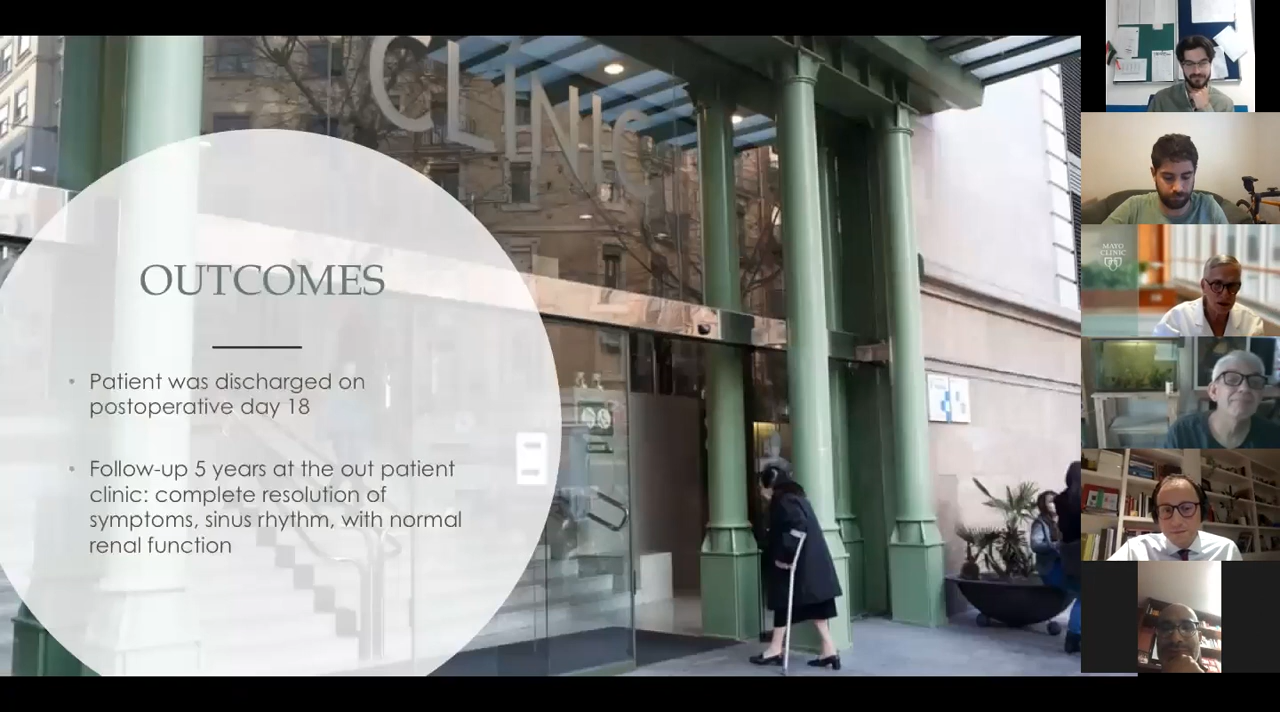 CLINIC
OUTCOMES
• Patient was discharged on
postoperative day 18
• Follow-up 5 years at the out patient
clinic: complete resolution of
symptoms, sinus rhythm, with normal
renal function
MAYO
CLINIC